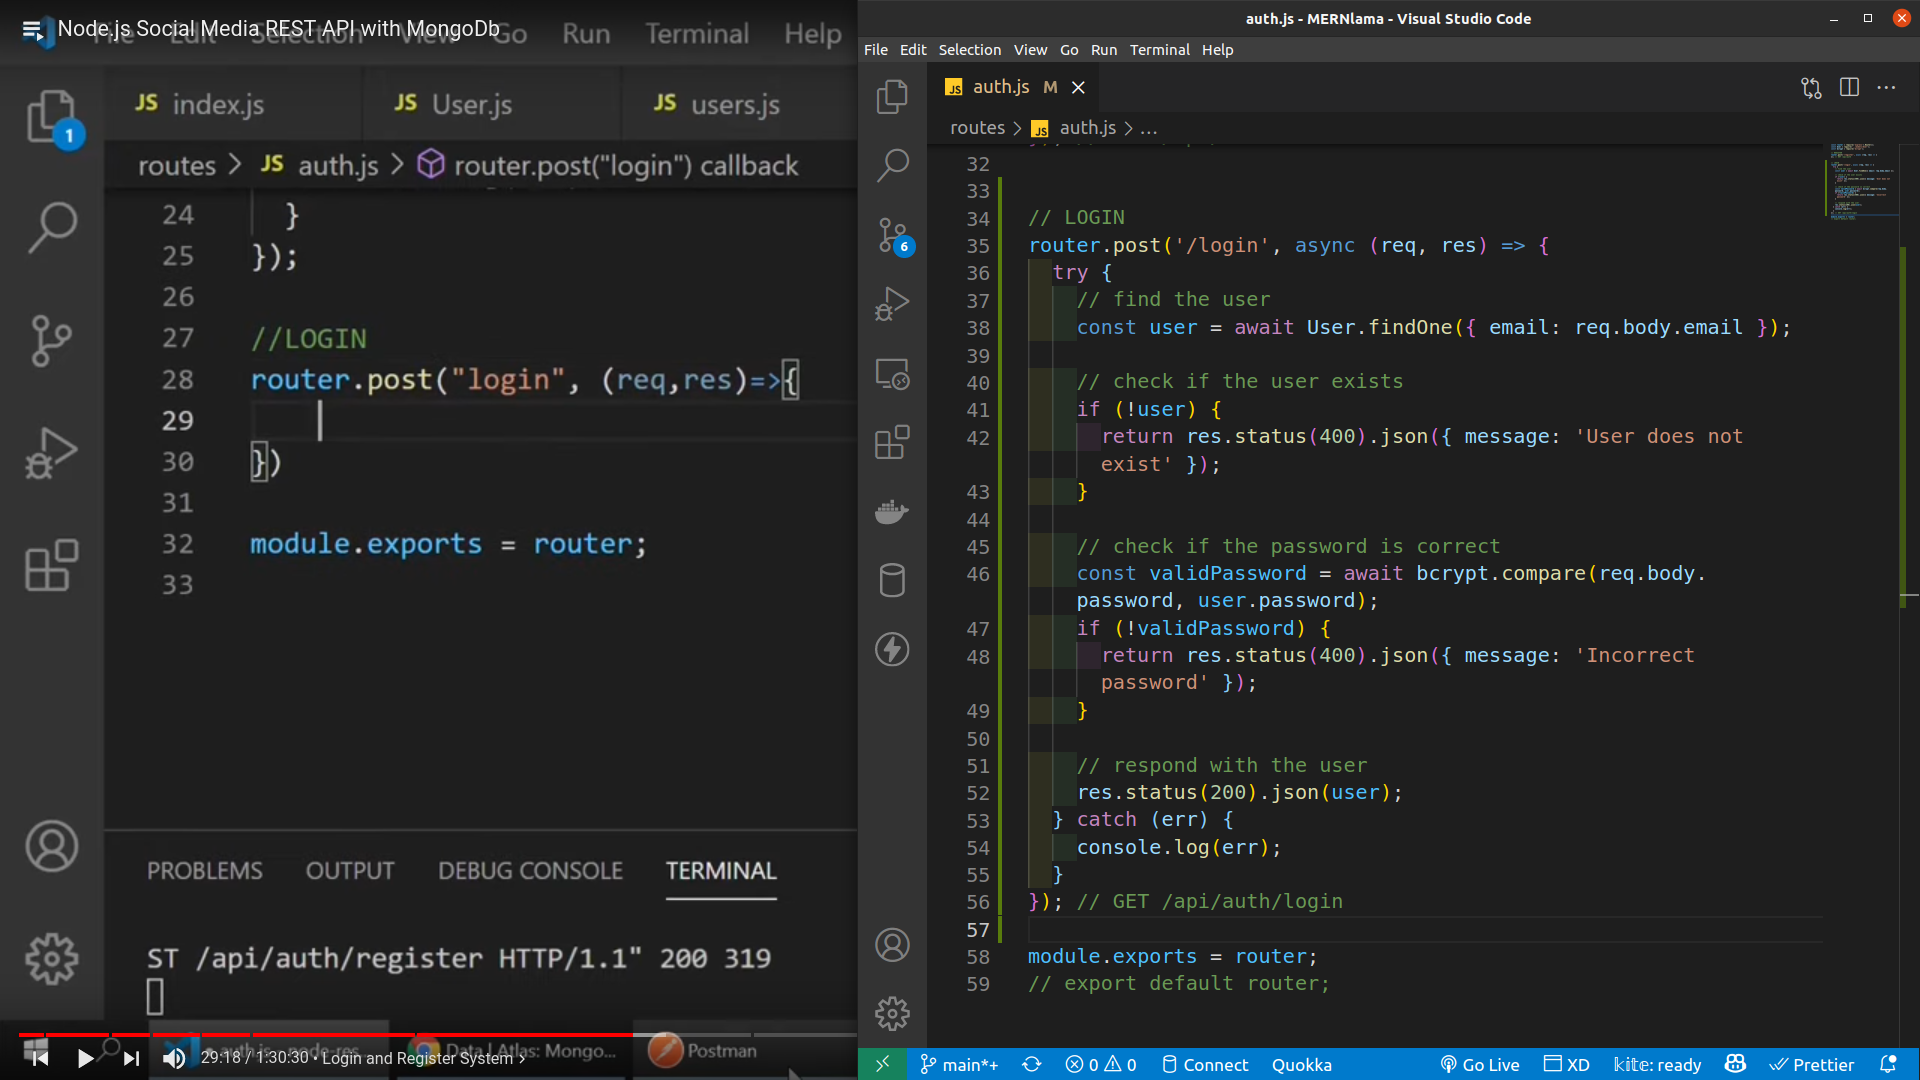 Node.js Social Media REST API with MongoDb
File Edit Selection View Go Run Terminal Help
1
JS index.js
JS User.js
JS users.js
routes > JS auth.js > router.post("login") callback
24 }
25 });
26
27 //LOGIN
28 router.post("login", (req,res)=>{
29
30 })
31
32 module.exports = router;
33
PROBLEMS OUTPUT DEBUG CONSOLE TERMINAL
ST /api/auth/register HTTP/1.1" 200 319
29:18 / 1:30:30 • Login and Register System >
Data | Atlas: Mongo...
Postman
auth.js - MERNlama - Visual Studio Code
File Edit Selection View Go Run Terminal Help
JS auth.js M
routes > JS auth.js > ...
6
32
33
34 // LOGIN
35 router.post('/login', async (req, res) => {
36 try {
37 // find the user
38 const user = await User.findOne({ email: req.body.email });
39
40 // check if the user exists
41 if (!user) {
42 return res.status(400).json({ message: 'User does not
exist' });
43 }
44
45 // check if the password is correct
46 const validPassword = await bcrypt.compare(req.body.
password, user.password);
47 if (!validPassword) {
48 return res.status(400).json({ message: 'Incorrect
password' });
49 }
50
51 // respond with the user
52 res.status(200).json(user);
53 } catch (err) {
54 console.log(err);
55 }
56 }); // GET /api/auth/login
57
58 module.exports = router;
59 // export default router;
main*+ 0 0 Connect Quokka Go Live XD kite: ready Prettier